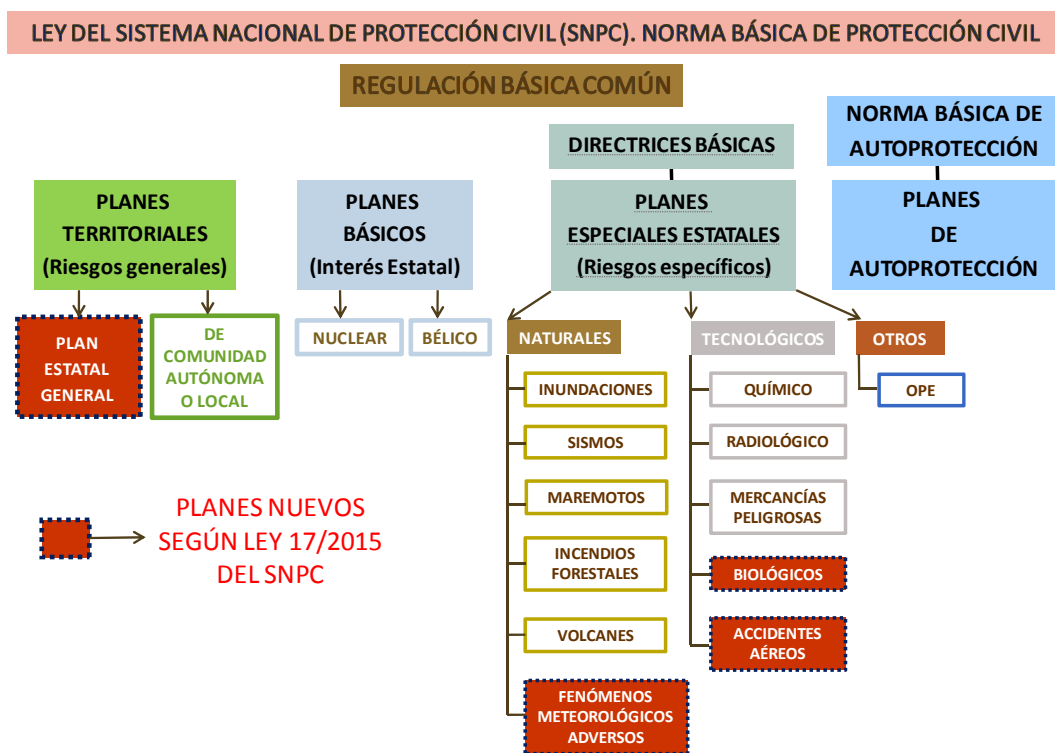 LEY DEL SISTEMA NACIONAL DE PROTECCIÓN CIVIL (SNPC). NORMA BÁSICA DE PROTECCIÓN CIVIL
REGULACIÓN BÁSICA COMÚN
NORMA BÁSICA DE
AUTOPROTECCIÓN
DIRECTRICES BÁSICAS
PLANES
TERRITORIALES
(Riesgos generales)
PLANES
BÁSICOS
(Interés Estatal)
PLANES
ESPECIALES ESTATALES
(Riesgos específicos)
PLANES
DE
AUTOPROTECCIÓN
PLAN
ESTATAL
GENERAL
DE
COMUNIDAD
AUTÓNOMA
O LOCAL
NUCLEAR
BÉLICO
NATURALES
INUNDACIONES
SISMOS
MAREMOTOS
INCENDIOS
FORESTALES
VOLCANES
FENÓMENOS
METEOROLÓGICOS
ADVERSOS
TECNOLÓGICOS
QUÍMICO
RADIOLÓGICO
MERCANCÍAS
PELIGROSAS
BIOLÓGICOS
ACCIDENTES
AÉREOS
OTROS
OPE
PLANES NUEVOS
SEGÚN LEY 17/2015
DEL SNPC